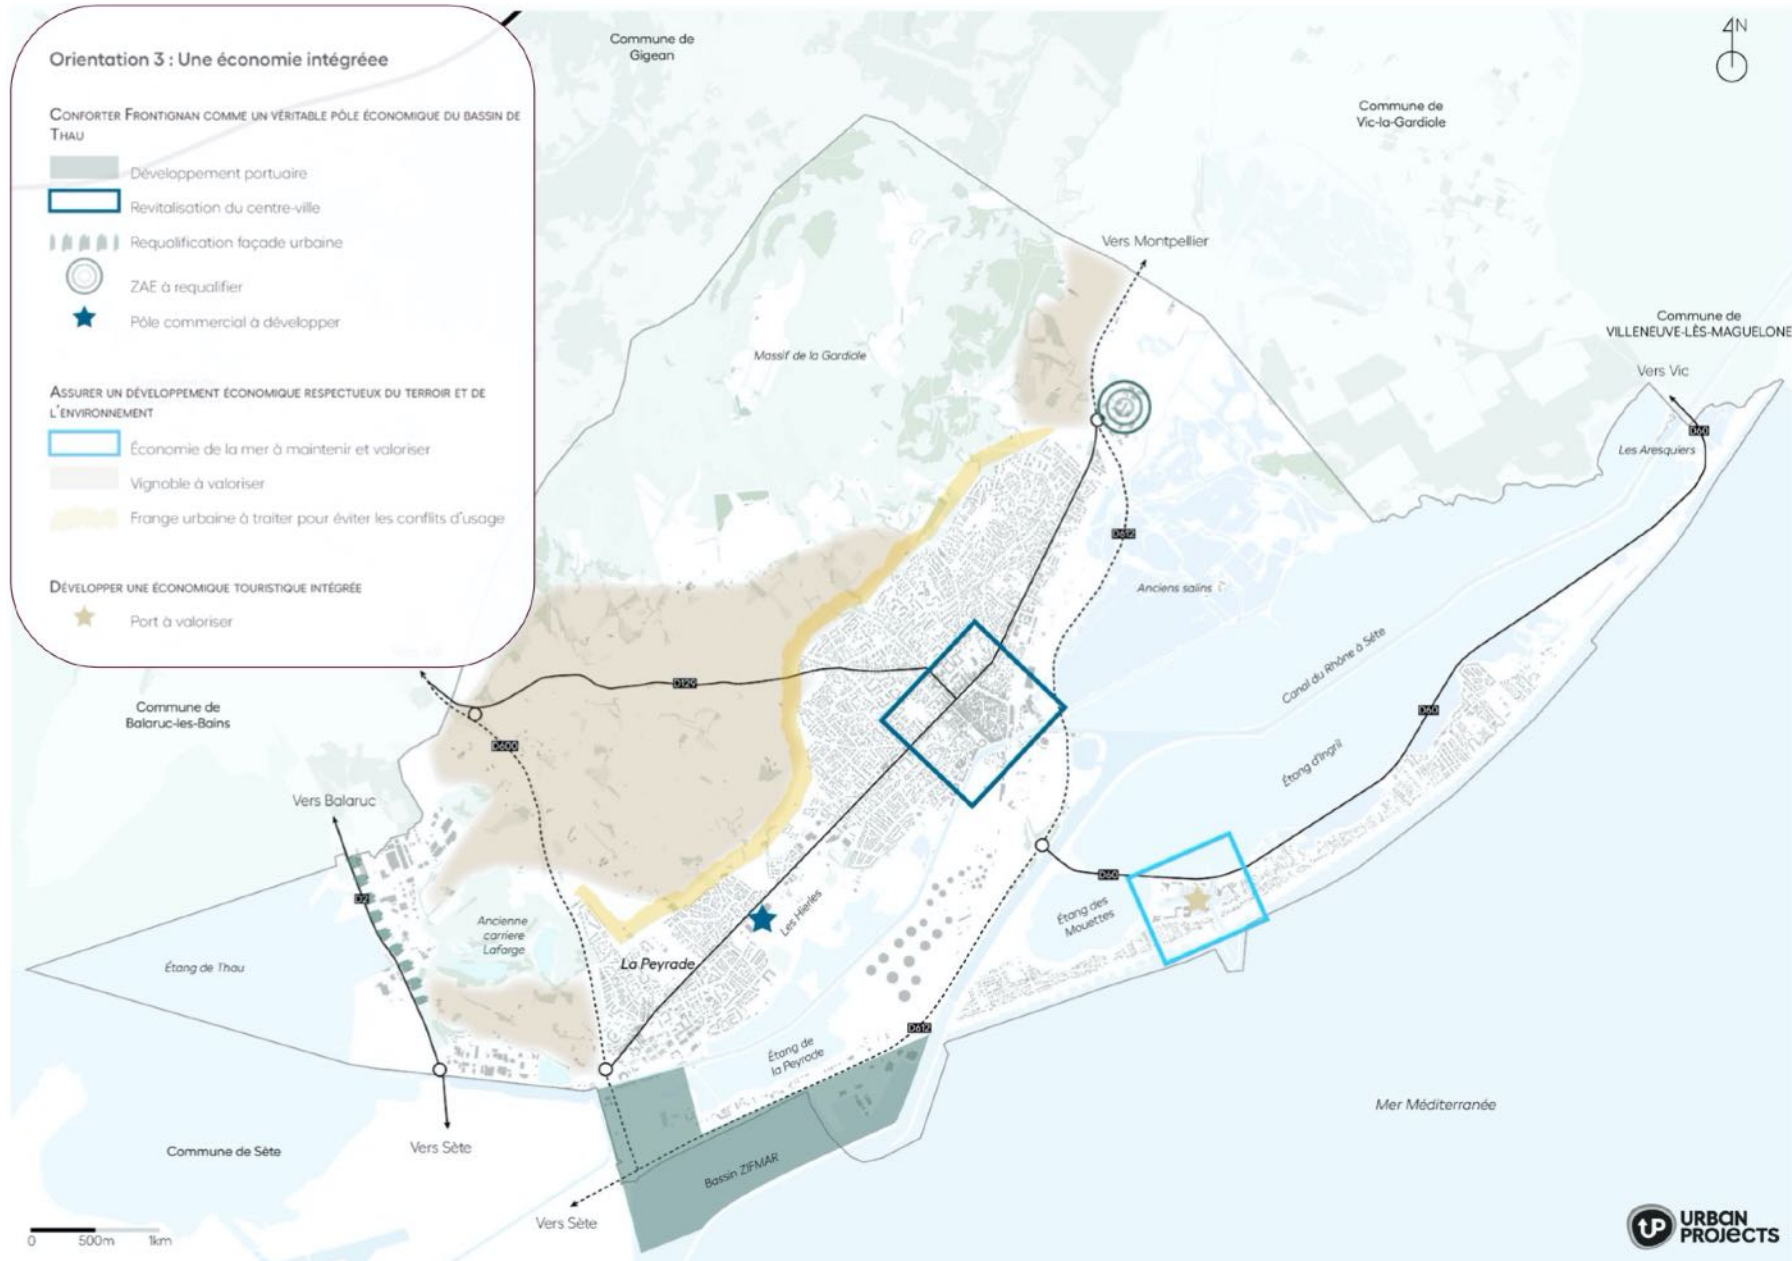 Orientation 3 : Une économie intégréee
CONFORTER FRONTIGNAN COMME UN VÉRITABLE PÔLE ÉCONOMIQUE DU BASSIN DE
THAU
Développement portuaire
Revitalisation du centre-ville
Requalification façade urbaine
ZAE à requalifier
Pôle commercial à développer
ASSURER UN DÉVELOPPEMENT ÉCONOMIQUE RESPECTUEUX DU TERROIR ET DE
L'ENVIRONNEMENT
Économie de la mer à maintenir et valoriser
Vignoble à valoriser
Frange urbaine à traiter pour éviter les conflits d'usage
DÉVELOPPER UNE ÉCONOMIQUE TOURISTIQUE INTÉGRÉE
Port à valoriser
Commune de
Gigean
N
Commune de
Vic-la-Gardiole
Vers Montpellier
Commune de
VILLENEUVE-LÈS-MAGUELONE
Massif de la Gardiole
Vers Vic
D60
Les Aresquiers
D612
Anciens salins
Canal du Rhône à Sète
D129
Commune de
Balaruc-les-Bains
D600
D60
Étang d'Ingril
Vers Balaruc
D2
D60
Étang des
Mouettes
Les Hierles
Ancienne
carriere
Lafarge
La Peyrade
Étang de Thau
D612
Étang de
la Peyrade
Mer Méditerranée
Commune de Sète
Vers Sète
Bassin ZIFMAR
Vers Sète
0 500m 1km
UP URBAN
PROJECTS